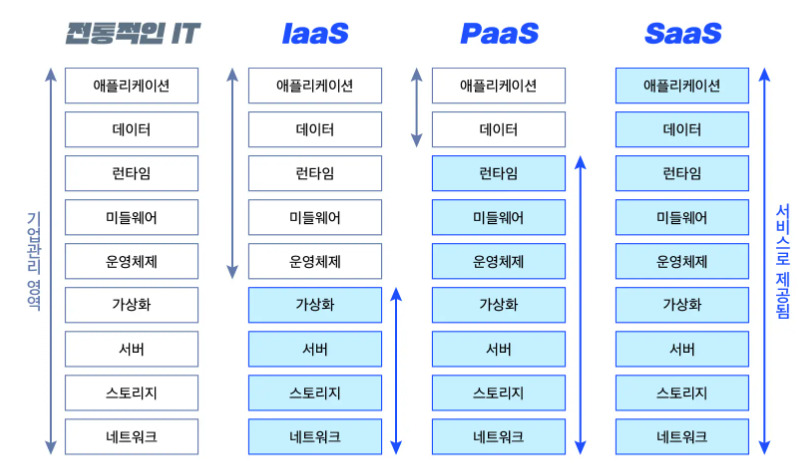 전통적인 IT
IaaS
PaaS
SaaS
기업관리 영역
애플리케이션
데이터
런타임
미들웨어
운영체제
가상화
서버
스토리지
네트워크
애플리케이션
데이터
런타임
미들웨어
운영체제
가상화
서버
스토리지
네트워크
애플리케이션
데이터
런타임
미들웨어
운영체제
가상화
서버
스토리지
네트워크
애플리케이션
데이터
런타임
미들웨어
운영체제
가상화
서버
스토리지
네트워크
서비스로 제공됨